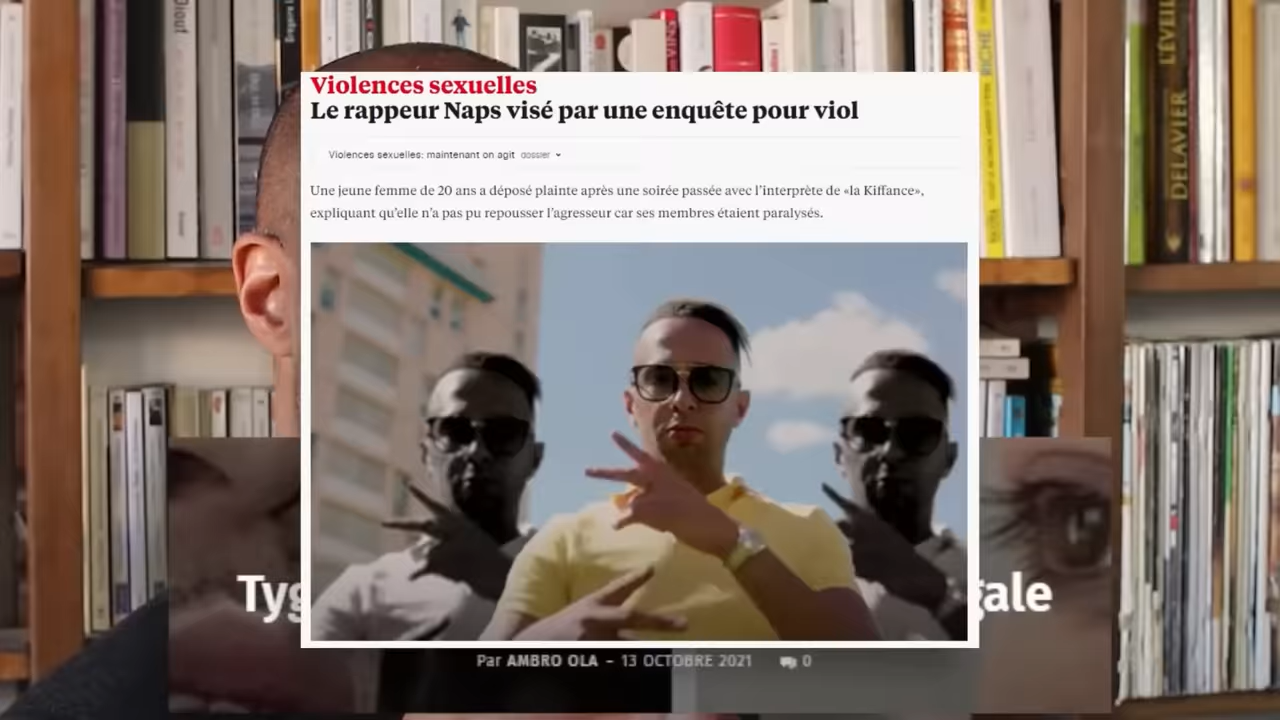 RICHE
DELAVIER
L'ÉVEIL
Violences sexuelles
Le rappeur Naps visé par une enquête pour viol
Violences sexuelles: maintenant on agit dossier
Une jeune femme de 20 ans a déposé plainte après une soirée passée avec l'interprète de «la Kiffance»,
expliquant qu'elle n'a pas pu repousser l'agresseur car ses membres étaient paralysés.
Tyg
gale
Par AMBRO OLA - 13 OCTOBRE 2021 0